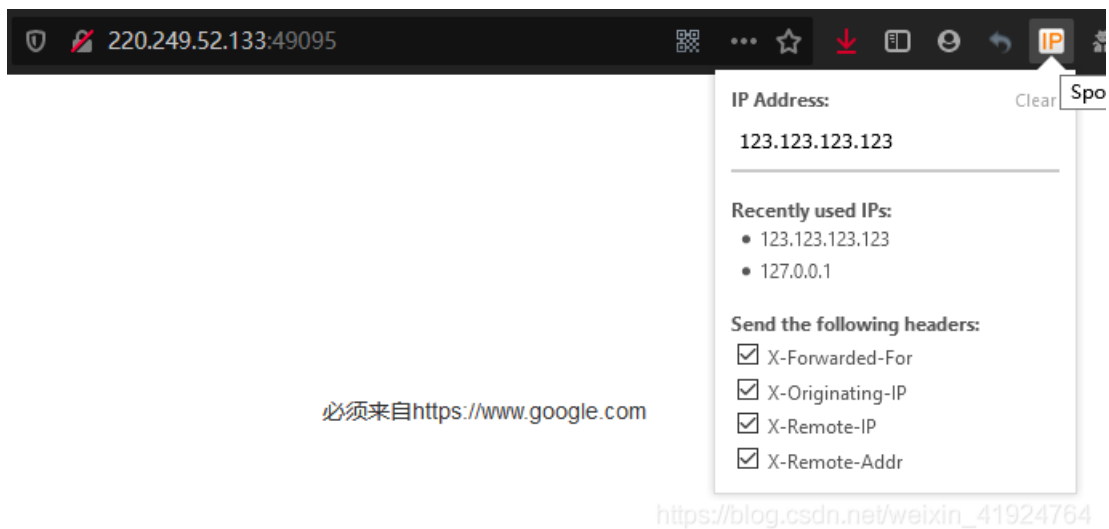 220.249.52.133:49095
IP
Spo
IP Address:
Clear
123.123.123.123
Recently used IPs:
• 123.123.123.123
• 127.0.0.1
Send the following headers:
X-Forwarded-For
X-Originating-IP
必须来自https://www.google.com
X-Remote-IP
X-Remote-Addr
https://blog.csdn.net/weixin_41924764